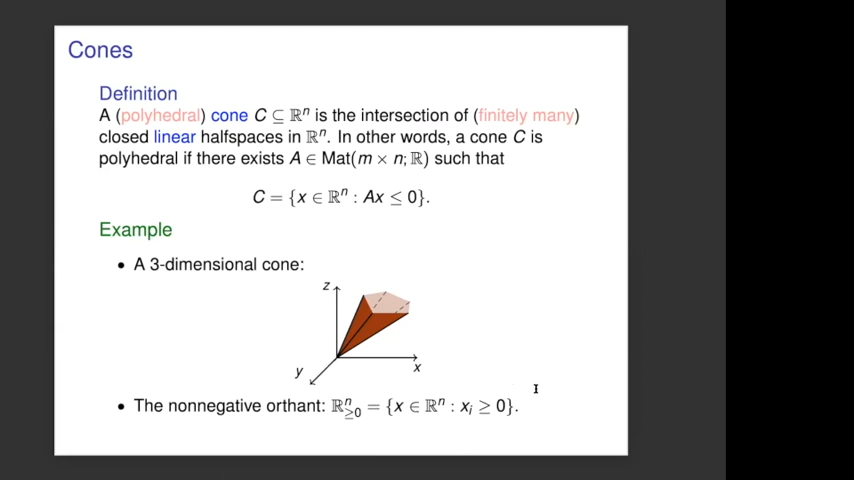 Cones
Definition
A (polyhedral) cone C ⊆ ℝⁿ is the intersection of (finitely many)
closed linear halfspaces in ℝⁿ. In other words, a cone C is
polyhedral if there exists A ∈ Mat(m × n; ℝ) such that
C = {x ∈ ℝⁿ : Ax ≤ 0}.
Example
• A 3-dimensional cone:
z
y
x
• The nonnegative orthant: ℝⁿ≥0 = {x ∈ ℝⁿ : xᵢ ≥ 0}.